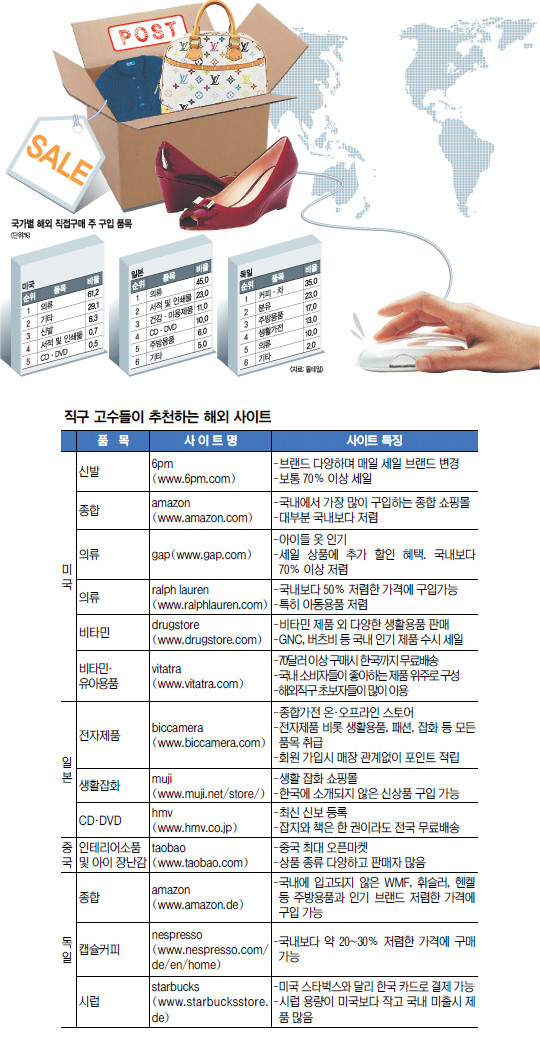 POST
SALE
국가별 해외 직접구매 주 구입 품목
(단위:%)
미국
순위 품목 비율
1 의류 61.2
2 기타 29.1
3 신발 8.3
4 서적 및 인쇄물 0.7
5 CD·DVD 0.5
일본
순위 품목 비율
1 의류 45.0
2 서적 및 인쇄물 23.0
3 건강·미용제품 11.0
4 CD·DVD 10.0
5 주방용품 6.0
6 기타 5.0
독일
순위 품목 비율
1 커피·차 35.0
2 분유 23.0
3 주방용품 17.0
4 생활가전 13.0
5 의류 10.0
6 기타 2.0
<자료: 몰테일>
직구 고수들이 추천하는 해외 사이트
품 목 사이트명 사이트 특징
미국
신발
6pm
(www.6pm.com)
-브랜드 다양하며 매일 세일 브랜드 변경
-보통 70% 이상 세일
종합
amazon
(www.amazon.com)
-국내에서 가장 많이 구입하는 종합 쇼핑몰
-대부분 국내보다 저렴
의류
gap(www.gap.com)
-아이들 옷 인기
-세일 상품에 추가 할인 혜택. 국내보다
70% 이상 저렴
의류
ralph lauren
(www.ralphlauren.com)
-국내보다 50% 저렴한 가격에 구입가능
-특히 아동용품 저렴
비타민
drugstore
(www.drugstore.com)
-비타민 제품 외 다양한 생활용품 판매
-GNC, 버츠비 등 국내 인기 제품 수시 세일
비타민·
유아용품
vitatra
(www.vitatra.com)
-70달러 이상 구매시 한국까지 무료배송
-국내 소비자들이 좋아하는 제품 위주로 구성
-해외직구 초보자들이 많이 이용
일본
전자제품
biccamera
(www.biccamera.com)
-종합가전 온·오프라인 스토어
-전자제품 비롯 생활용품, 패션, 잡화 등 모든
품목 취급
-회원 가입시 매장 관계없이 포인트 적립
생활잡화
muji
(www.muji.net/store/)
-생활 잡화 쇼핑몰
-한국에 소개되지 않은 신상품 구입 가능
CD·DVD
hmv
(www.hmv.co.jp)
-최신 신보 등록
-잡지와 책은 한 권이라도 전국 무료배송
중국
인테리어소품
및 아이 장난감
taobao
(www.taobao.com)
-중국 최대 오픈마켓
-상품 종류 다양하고 판매자 많음
독일
종합
amazon
(www.amazon.de)
-국내에 입고되지 않은 WMF, 휘슬러, 헨켈
등 주방용품과 인기 브랜드 저렴한 가격에
구입 가능
캡슐커피
nespresso
(www.nespresso.com/
de/en/home)
-국내보다 약 20~30% 저렴한 가격에 구매
가능
시럽
starbucks
(www.starbucksstore.
de)
-미국 스타벅스와 달리 한국 카드로 결제 가능
-시럽 용량이 미국보다 작고 국내 미출시 제
품 많음